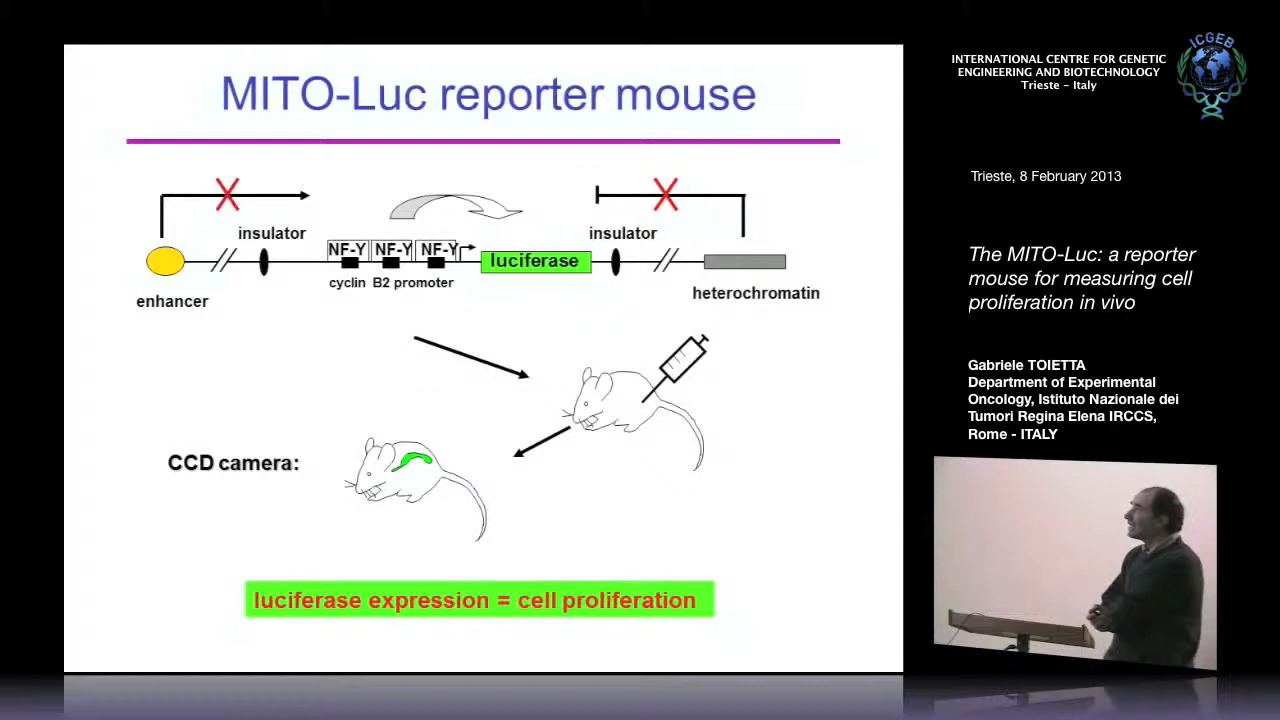 MITO-Luc reporter mouse
insulator
insulator
NF-Y NF-Y NF-Y
luciferase
cyclin B2 promoter
enhancer
heterochromatin
CCD camera:
luciferase expression = cell proliferation
INTERNATIONAL CENTRE FOR GENETIC
ENGINEERING AND BIOTECHNOLOGY
Trieste - Italy
ICGEB
Trieste, 8 February 2013
The MITO-Luc: a reporter
mouse for measuring cell
proliferation in vivo
Gabriele TOIETTA
Department of Experimental
Oncology, Istituto Nazionale dei
Tumori Regina Elena IRCCS,
Rome - ITALY